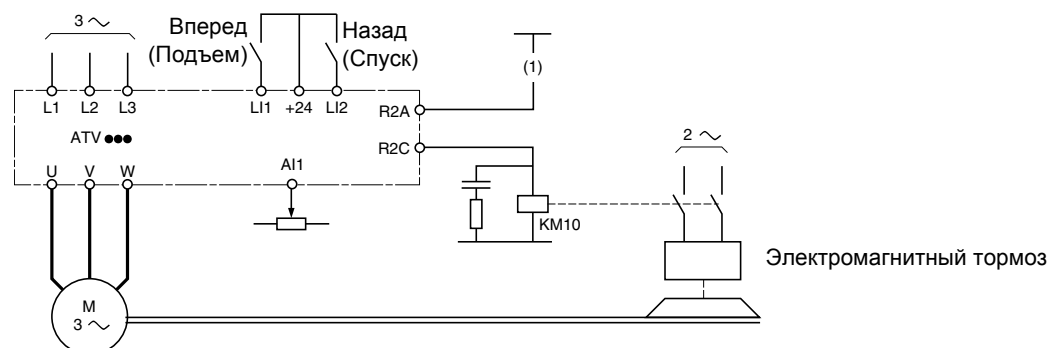 3 ~
Вперед
(Подъем)
Назад
(Спуск)
(1)
L1 L2 L3
LI1 +24 LI2
R2A
ATV ●●●
R2C
2 ~
U V W
AI1
KM10
Электромагнитный тормоз
M
3 ~